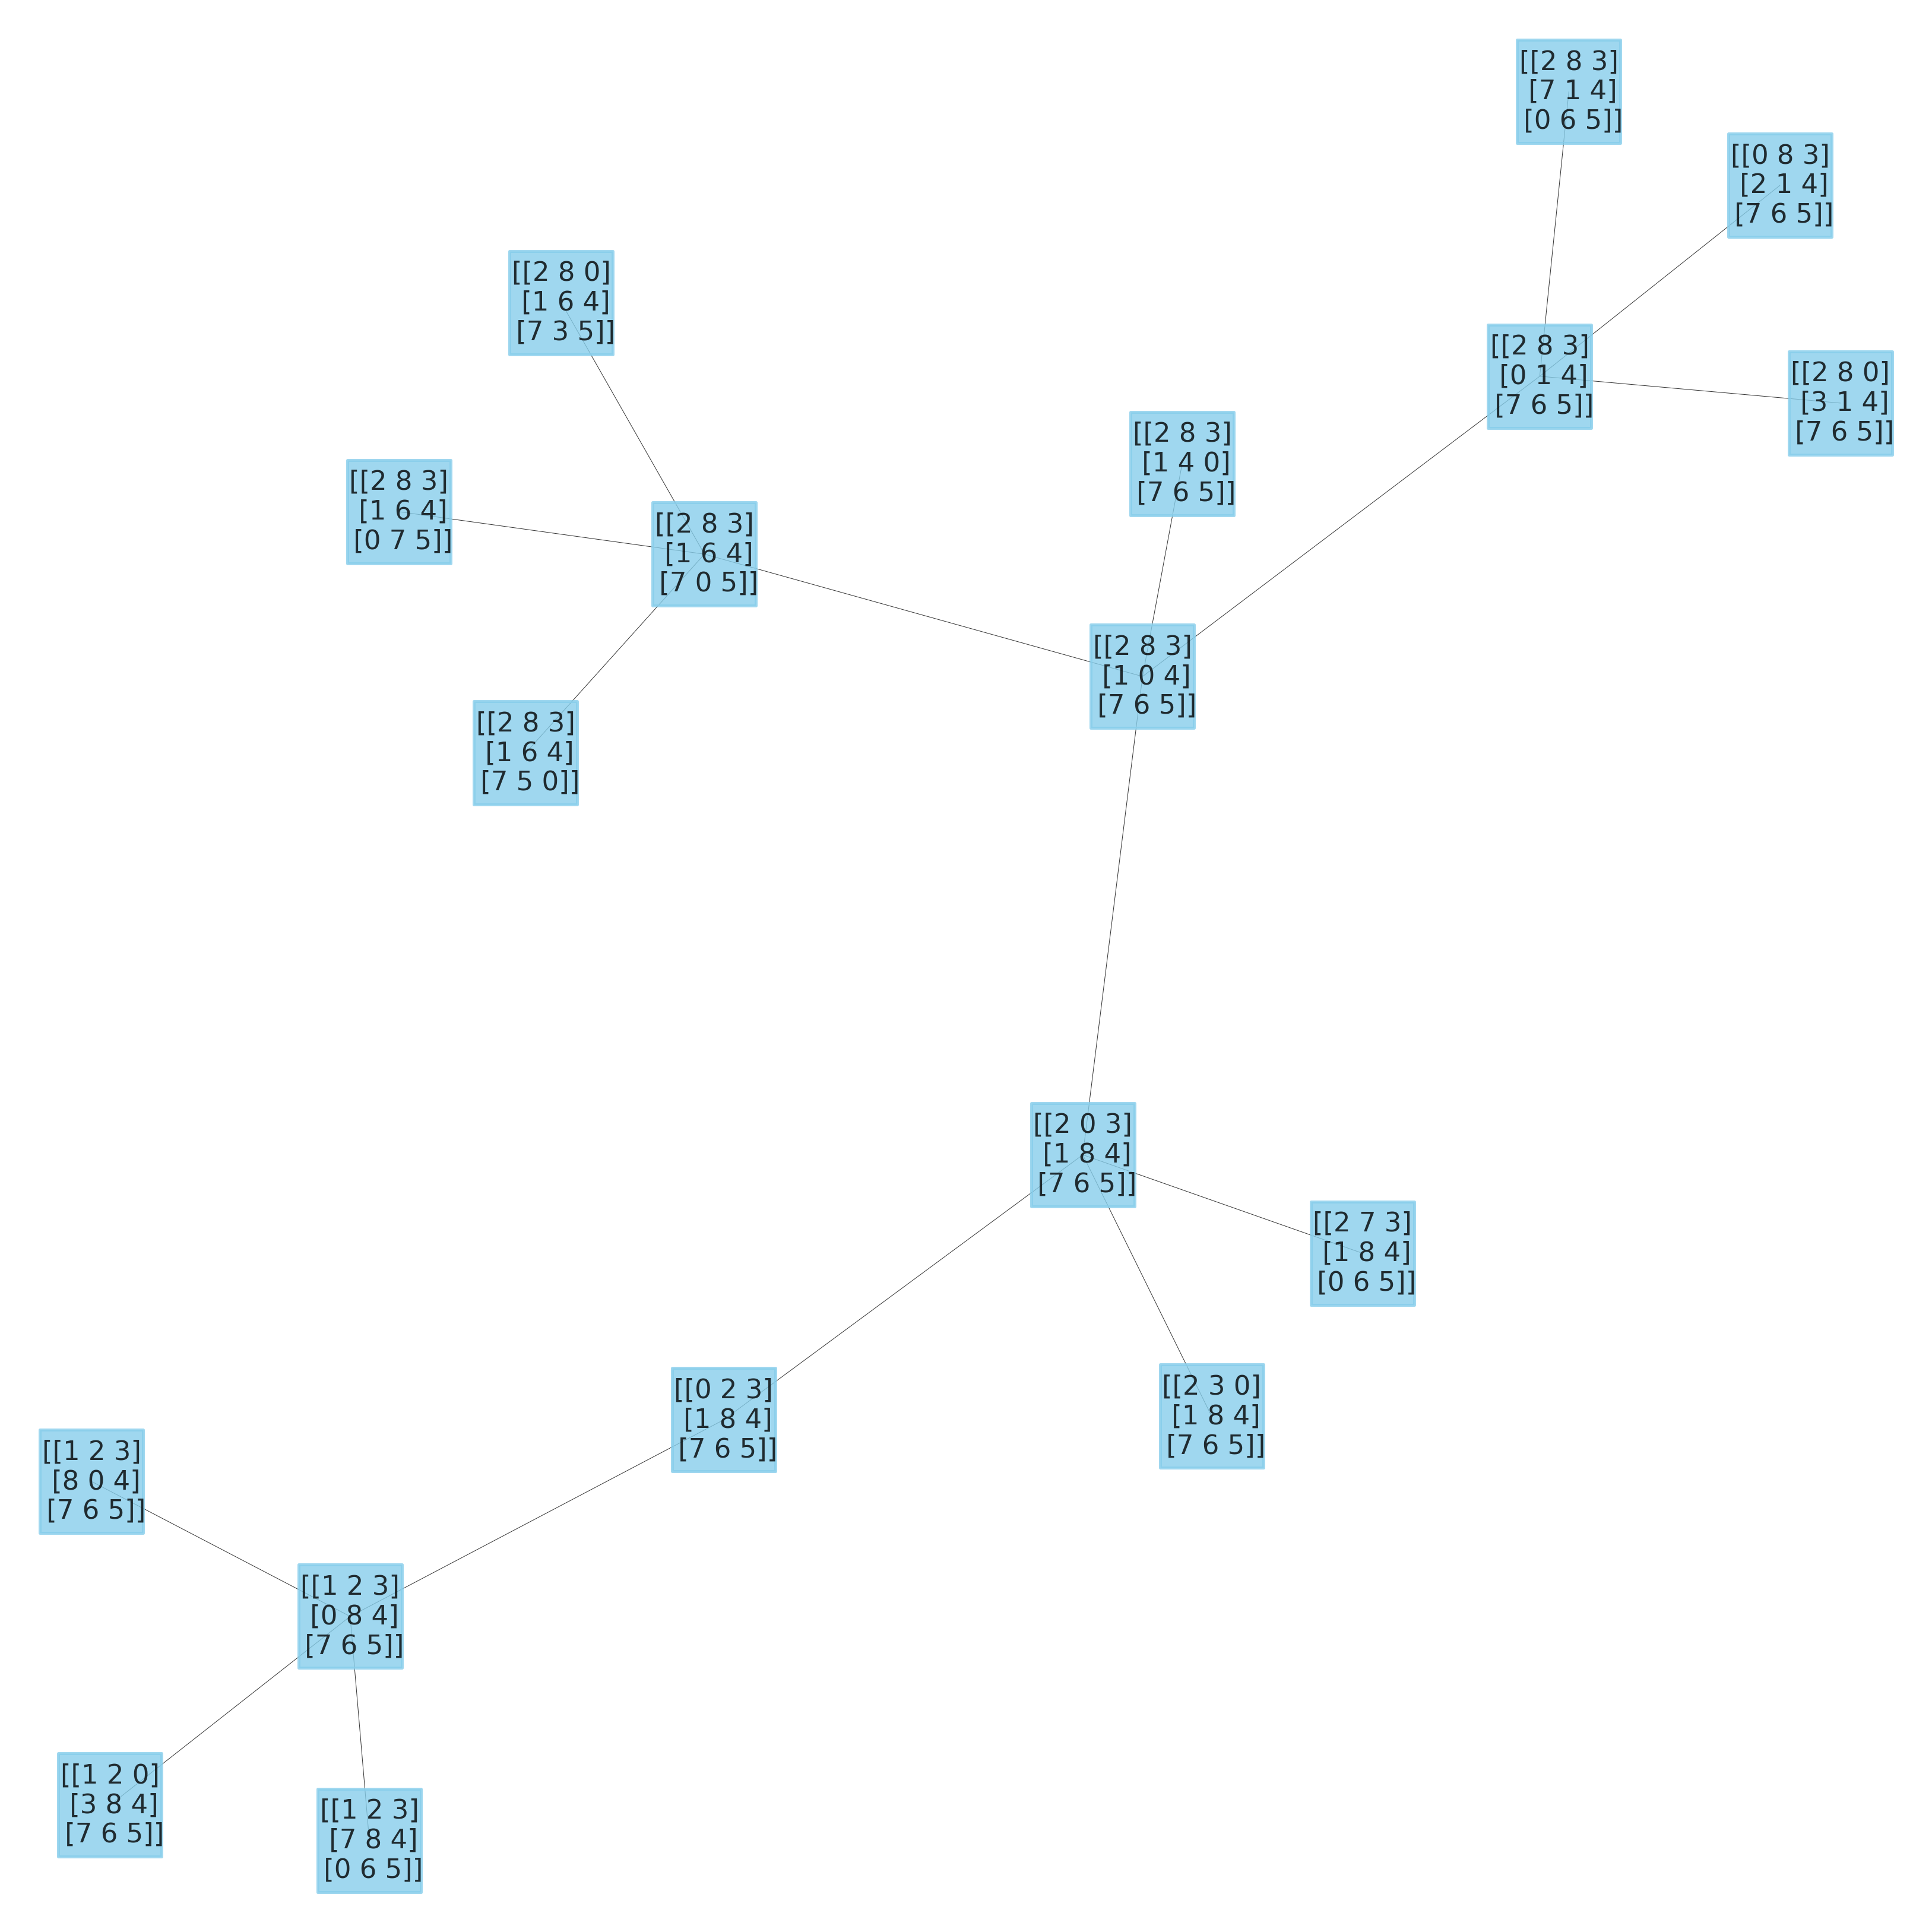 [[2 8 3]
[7 1 4]
[0 6 5]]
[[0 8 3]
[2 1 4]
[7 6 5]]
[[2 8 0]
[1 6 4]
[7 3 5]]
[[2 8 3]
[0 1 4]
[7 6 5]]
[[2 8 0]
[3 1 4]
[7 6 5]]
[[2 8 3]
[1 4 0]
[7 6 5]]
[[2 8 3]
[1 6 4]
[0 7 5]]
[[2 8 3]
[1 6 4]
[7 0 5]]
[[2 8 3]
[1 0 4]
[7 6 5]]
[[2 8 3]
[1 6 4]
[7 5 0]]
[[2 0 3]
[1 8 4]
[7 6 5]]
[[2 7 3]
[1 8 4]
[0 6 5]]
[[0 2 3]
[1 8 4]
[7 6 5]]
[[2 3 0]
[1 8 4]
[7 6 5]]
[[1 2 3]
[8 0 4]
[7 6 5]]
[[1 2 3]
[0 8 4]
[7 6 5]]
[[1 2 0]
[3 8 4]
[7 6 5]]
[[1 2 3]
[7 8 4]
[0 6 5]]